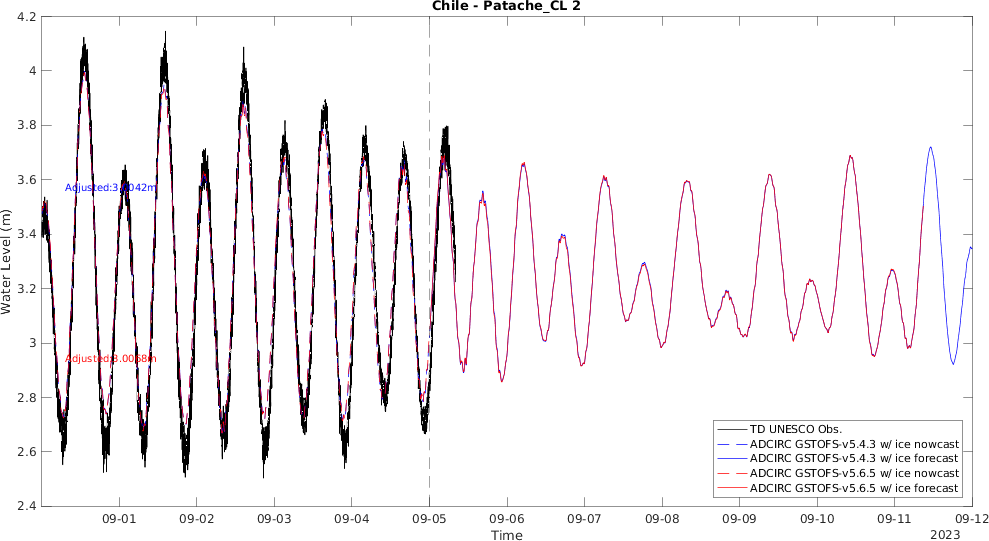 Chile - Patache_CL 2
4.2
4
3.8
3.6
3.4
3.2
3
2.8
2.6
2.4
Water Level (m)
Adjusted:3.0042m
Adjusted:3.0068m
09-01 09-02 09-03 09-04 09-05 09-06 09-07 09-08 09-09 09-10 09-11 09-12
Time
2023
TD UNESCO Obs.
ADCIRC GSTOFS-v5.4.3 w/ ice nowcast
ADCIRC GSTOFS-v5.4.3 w/ ice forecast
ADCIRC GSTOFS-v5.6.5 w/ ice nowcast
ADCIRC GSTOFS-v5.6.5 w/ ice forecast